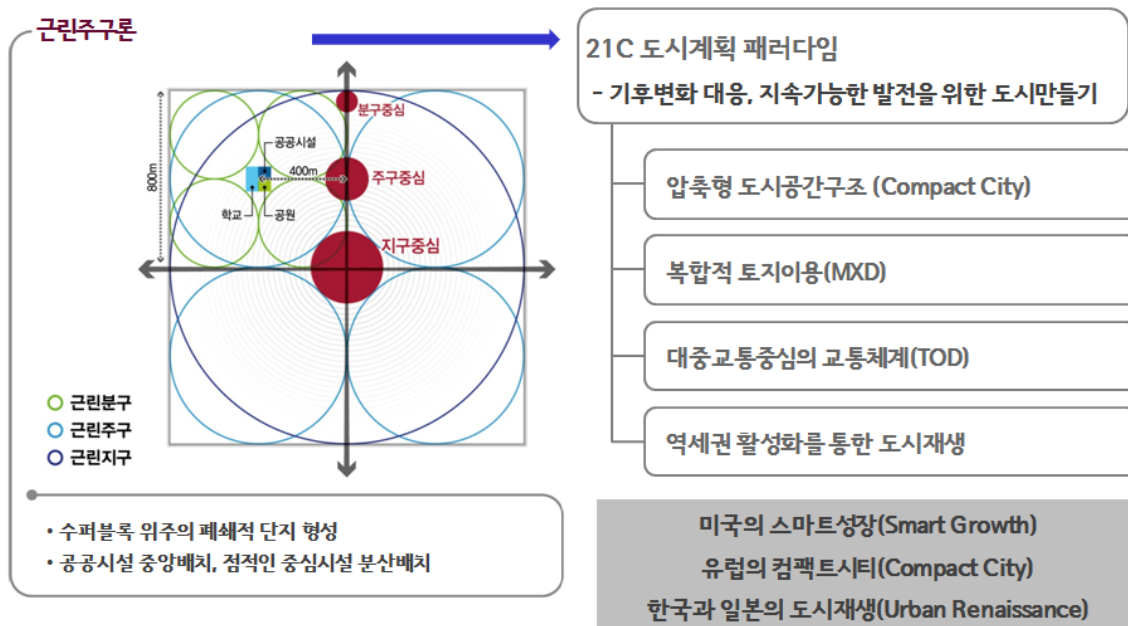 근린주구론
800m
분구중심
공공시설
400m
주구중심
학교
공원
지구중심
근린분구
근린주구
근린지구
• 수퍼블록 위주의 폐쇄적 단지 형성
• 공공시설 중앙배치, 점적인 중심시설 분산배치
21C 도시계획 패러다임
- 기후변화 대응, 지속가능한 발전을 위한 도시만들기
압축형 도시공간구조 (Compact City)
복합적 토지이용(MXD)
대중교통중심의 교통체계(TOD)
역세권 활성화를 통한 도시재생
미국의 스마트성장(Smart Growth)
유럽의 컴팩트시티(Compact City)
한국과 일본의 도시재생(Urban Renaissance)